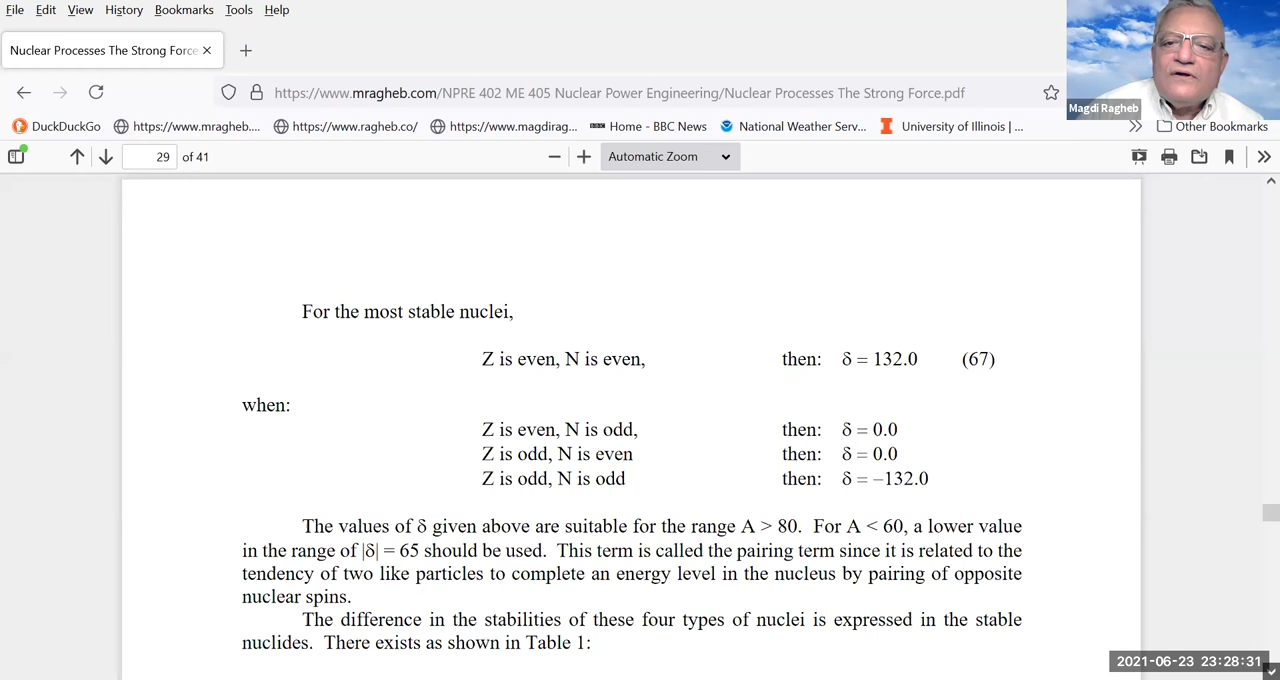 File Edit View History Bookmarks Tools Help
Nuclear Processes The Strong Force
https://www.mragheb.com/NPRE 402 ME 405 Nuclear Power Engineering/Nuclear Processes The Strong Force.pdf
Magdi Ragheb
DuckDuckGo https://www.mragheb.... https://www.ragheb.co/ https://www.magdirag... BBC Home - BBC News National Weather Serv... University of Illinois |... Other Bookmarks
29 of 41 Automatic Zoom
For the most stable nuclei,
Z is even, N is even, then: δ = 132.0 (67)
when:
Z is even, N is odd, then: δ = 0.0
Z is odd, N is even then: δ = 0.0
Z is odd, N is odd then: δ = –132.0
The values of δ given above are suitable for the range A > 80. For A < 60, a lower value
in the range of |δ| = 65 should be used. This term is called the pairing term since it is related to the
tendency of two like particles to complete an energy level in the nucleus by pairing of opposite
nuclear spins.
The difference in the stabilities of these four types of nuclei is expressed in the stable
nuclides. There exists as shown in Table 1:
2021-06-23 23:28:31